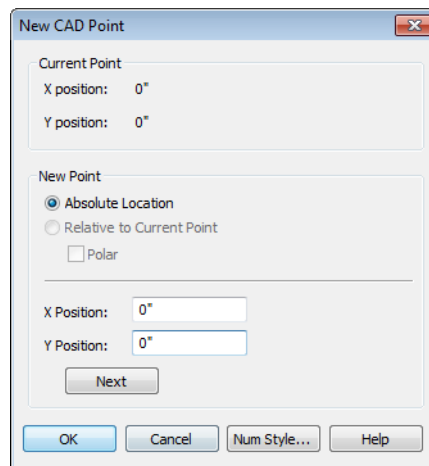 New CAD Point
Current Point
X position: 0"
Y position: 0"
New Point
Absolute Location
Relative to Current Point
Polar
X Position: 0"
Y Position: 0"
Next
OK Cancel Num Style... Help